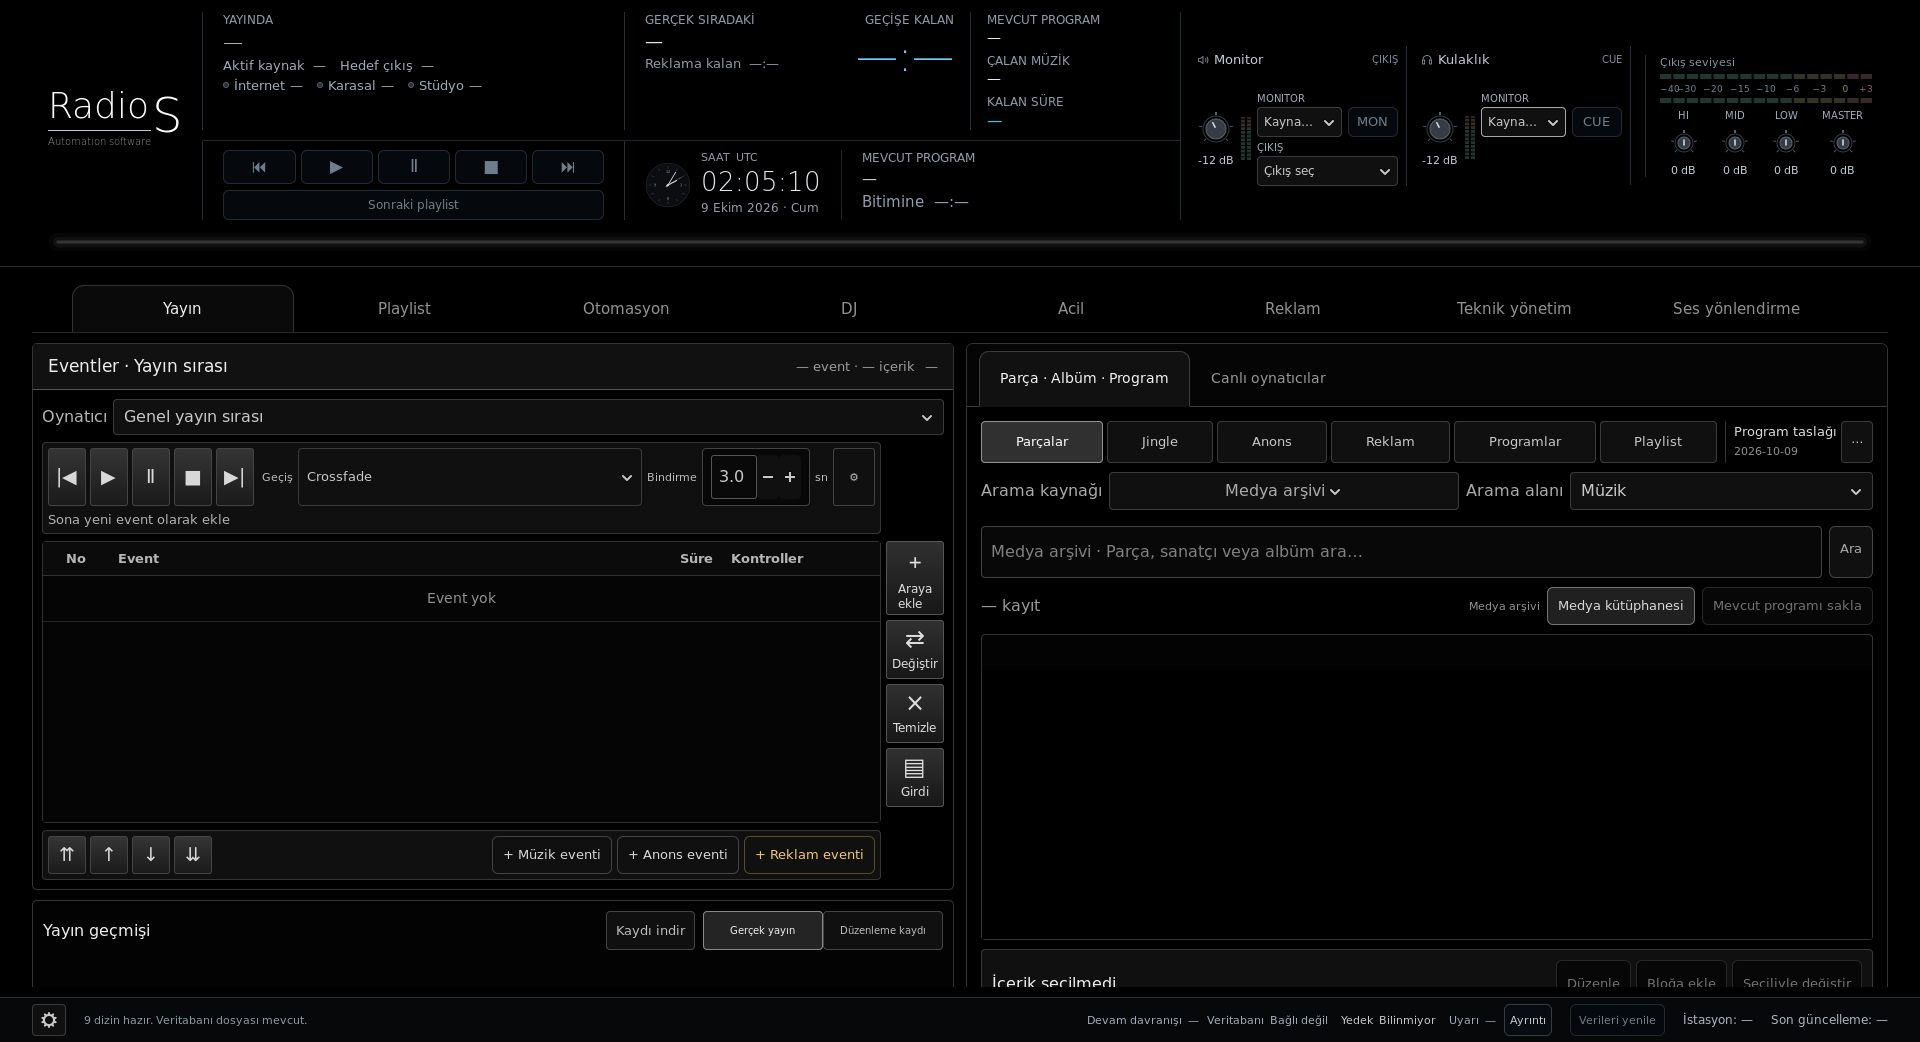 RadioS
Automation software
YAYINDA
—
Aktif kaynak — Hedef çıkış —
İnternet — Karasal — Stüdyo —
GERÇEK SIRADAKİ
—
Reklama kalan —:—
GEÇİŞE KALAN
—:—
MEVCUT PROGRAM
—
ÇALAN MÜZİK
—
KALAN SÜRE
—
Sonraki playlist
SAAT UTC
02:05:10
9 Ekim 2026 · Cum
MEVCUT PROGRAM
—
Bitimine —:—
Monitor ÇIKIŞ
MONITOR
Kayna... MON
-12 dB
ÇIKIŞ
Çıkış seç
Kulaklık CUE
MONITOR
Kayna... CUE
-12 dB
Çıkış seviyesi
−40 −30 −20 −15 −10 −6 −3 0 +3
HI MID LOW MASTER
0 dB 0 dB 0 dB 0 dB
Yayın Playlist Otomasyon DJ Acil Reklam Teknik yönetim Ses yönlendirme
Eventler · Yayın sırası — event · — içerik —
Oynatıcı Genel yayın sırası
Geçiş Crossfade Bindirme 3.0 − + sn
Sona yeni event olarak ekle
No Event Süre Kontroller
Event yok
+
Araya
ekle
Değiştir
Temizle
Girdi
+ Müzik eventi + Anons eventi + Reklam eventi
Yayın geçmişi Kaydı indir Gerçek yayın Düzenleme kaydı
Parça · Albüm · Program Canlı oynatıcılar
Parçalar Jingle Anons Reklam Programlar Playlist
Program taslağı
2026-10-09
...
Arama kaynağı Medya arşivi Arama alanı Müzik
Medya arşivi · Parça, sanatçı veya albüm ara... Ara
— kayıt Medya arşivi Medya kütüphanesi Mevcut programı sakla
İçerik seçilmedi Düzenle Bloğa ekle Seçiliyle değiştir
9 dizin hazır. Veritabanı dosyası mevcut.
Devam davranışı — Veritabanı Bağlı değil Yedek Bilinmiyor Uyarı — Ayrıntı Verileri yenile İstasyon: — Son güncelleme: —